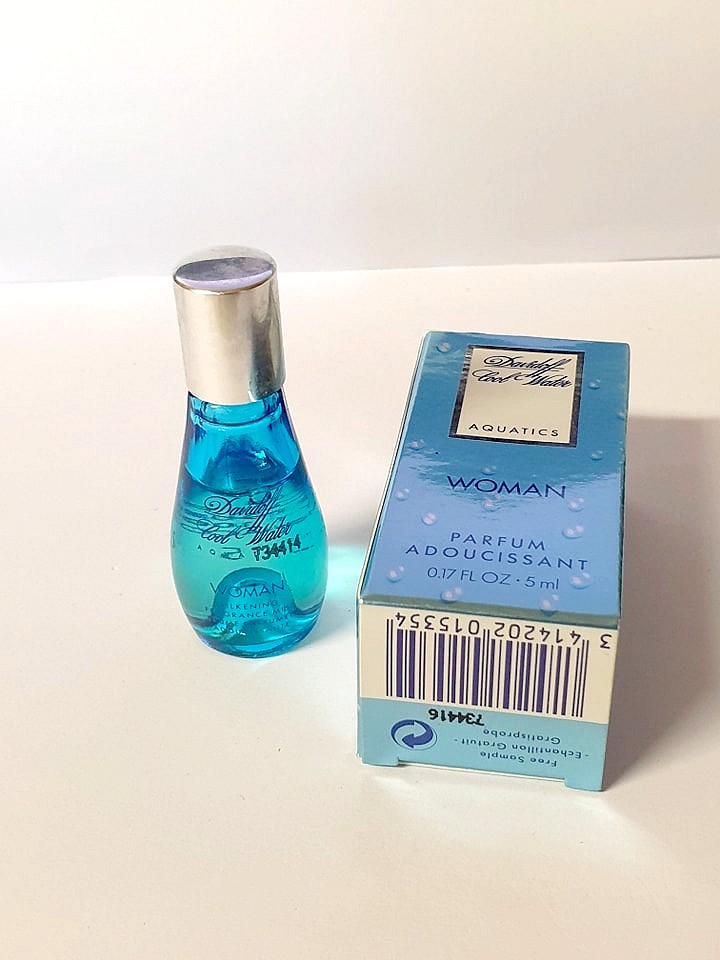 Davidoff
Cool Water
734414
WOMAN
FRAGRANCE
Davidoff
Cool Water
AQUATICS
WOMAN
PARFUM
ADOUCISSANT
0.17 FL OZ · 5 ml
3 414202 015354
734416
Free Sample
- Echantillon Gratuit -
Gratisprobe